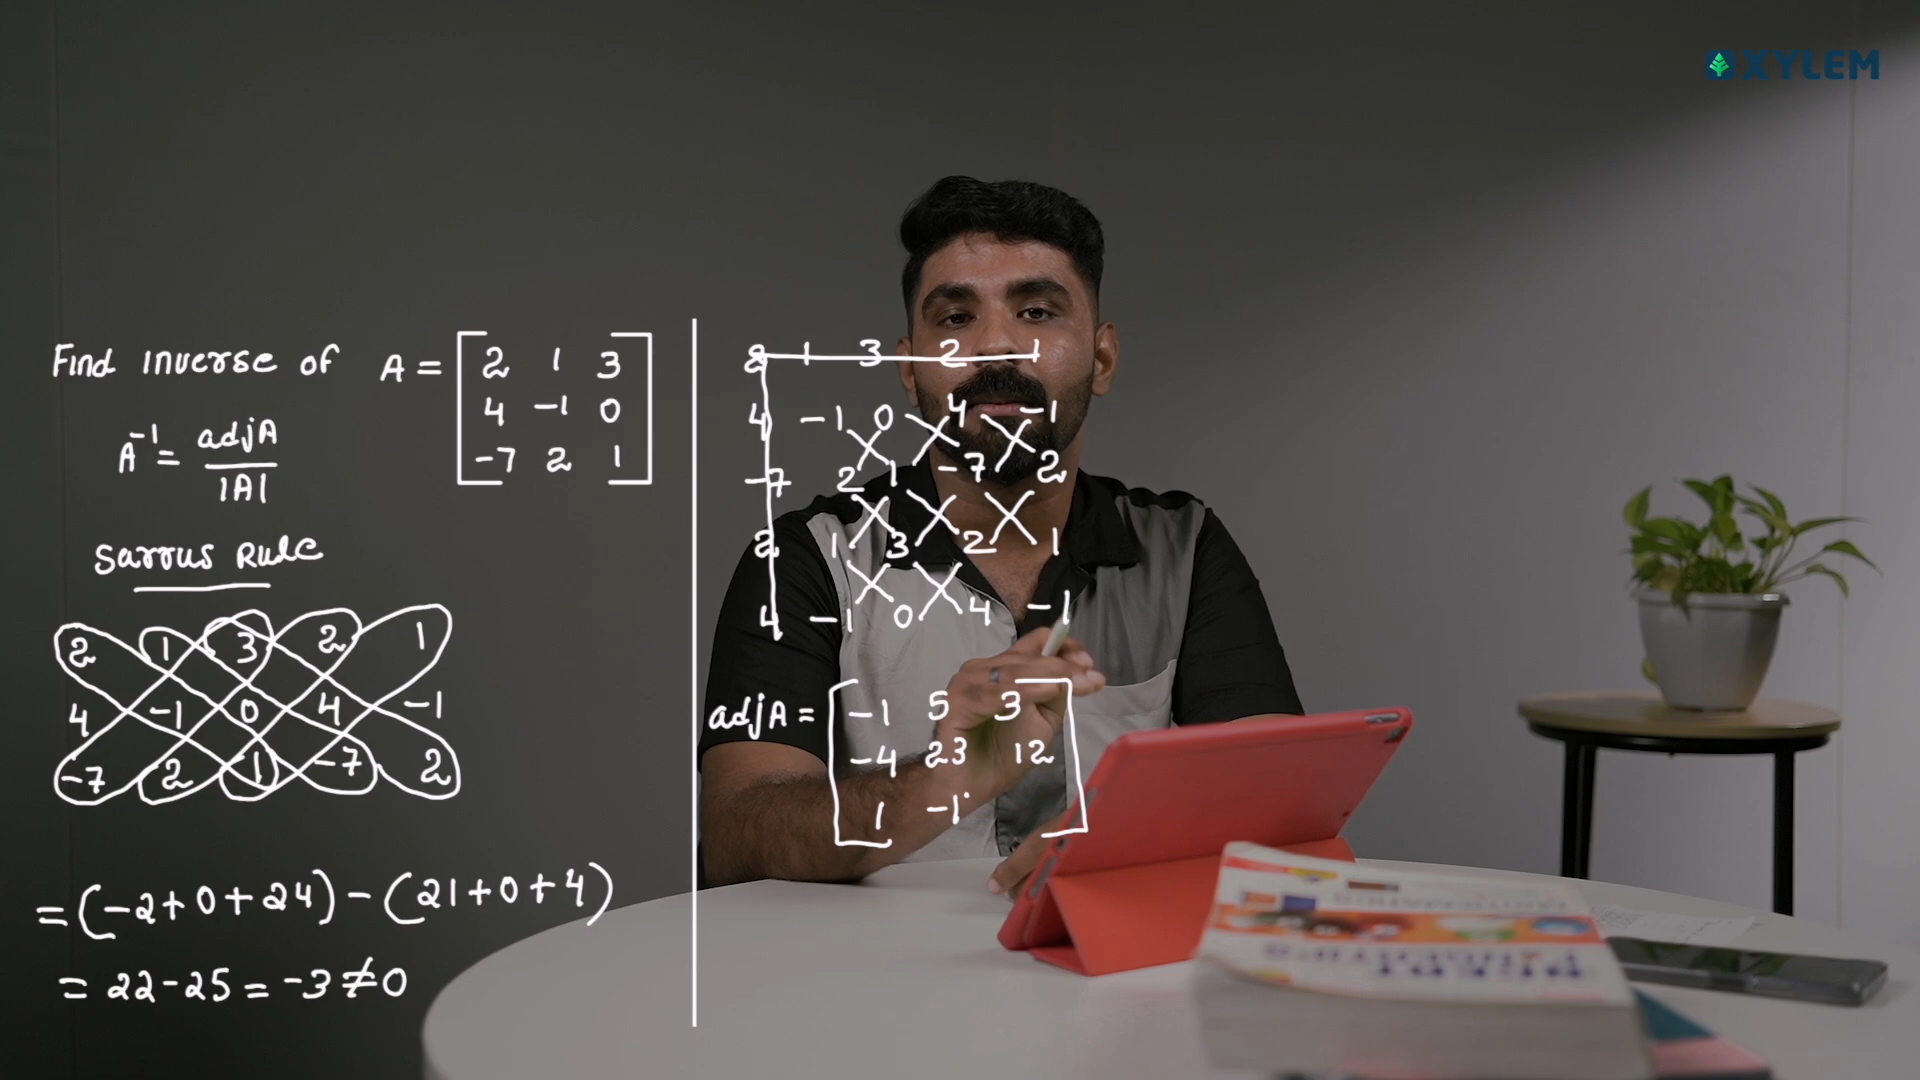 XYLEM
Find inverse of A = [2 1 3
4 -1 0
-7 2 1]
A⁻¹ = adjA
|A|
Sarrus Rule
2 1 3 2 1
4 -1 0 4 -1
-7 2 1 -7 2
= (-2+0+24) - (21+0+4)
= 22-25 = -3 ≠ 0
2 1 3 2 1
4 -1 0 4 -1
-7 2 1 -7 2
2 1 3 2 1
4 -1 0 4 -1
adjA = [-1 5 3
-4 23 12
1 -1]